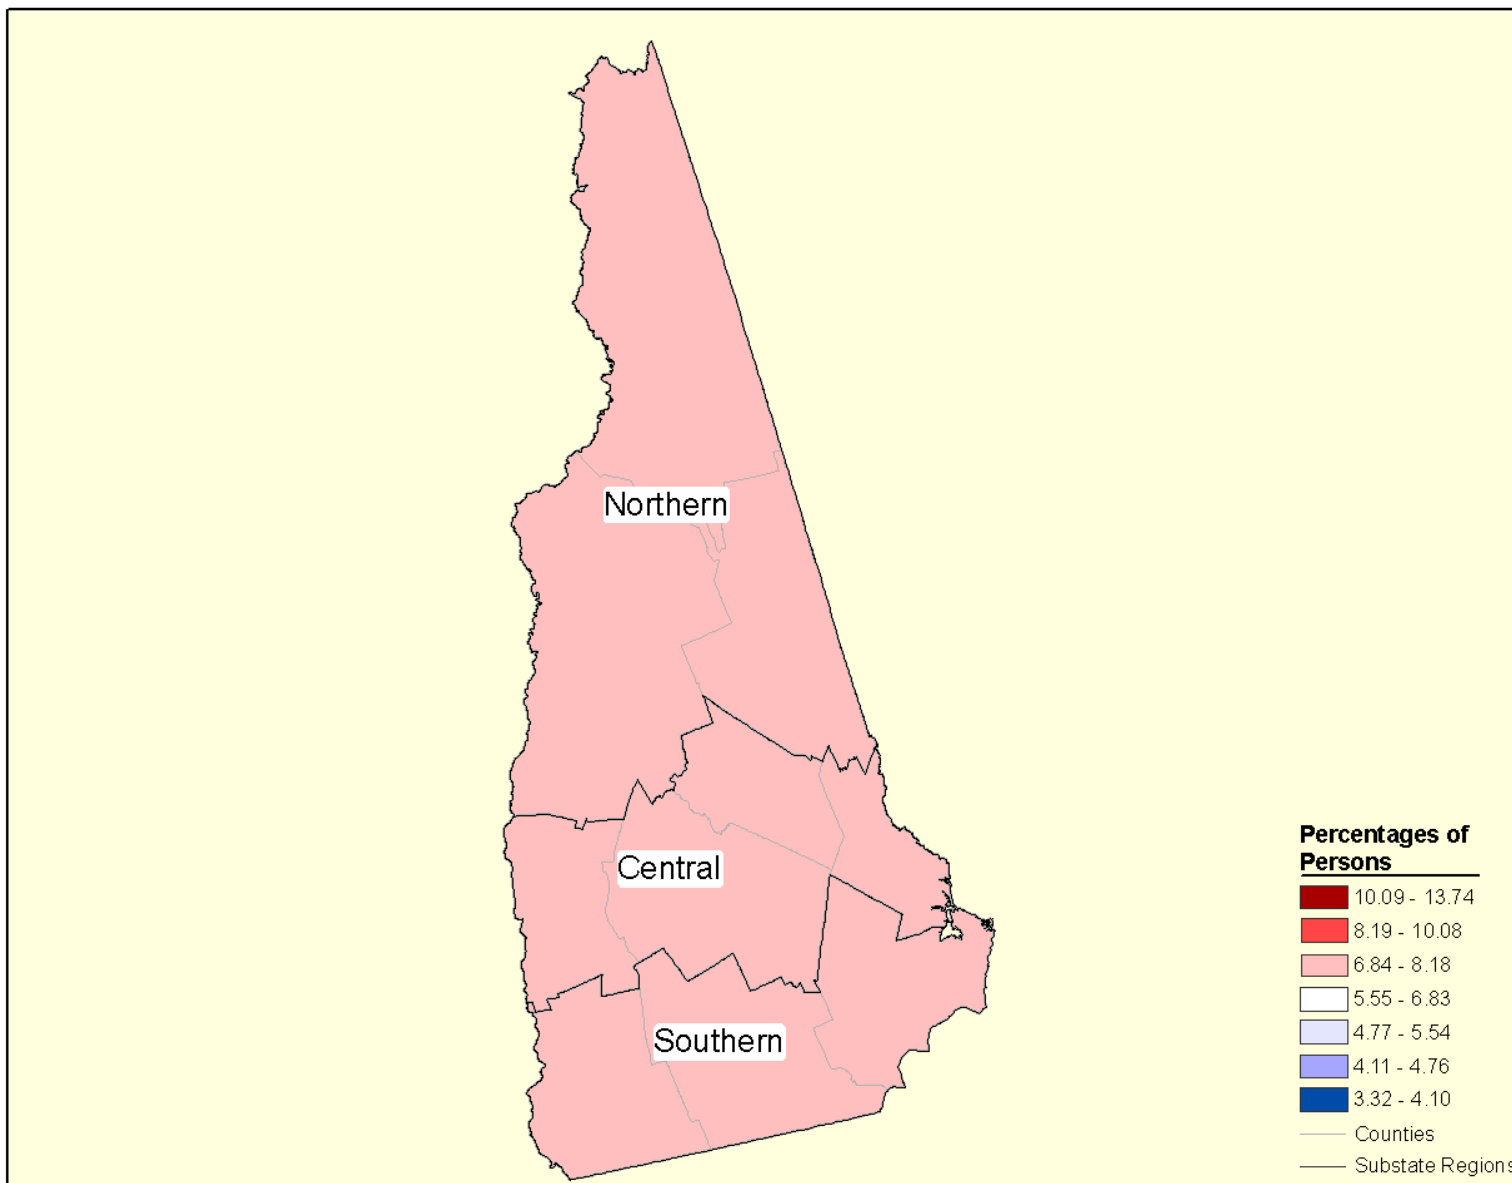 Northern
Central
Southern
Percentages of
Persons
10.09 - 13.74
8.19 - 10.08
6.84 - 8.18
5.55 - 6.83
4.77 - 5.54
4.11 - 4.76
3.32 - 4.10
Counties
Substate Regions